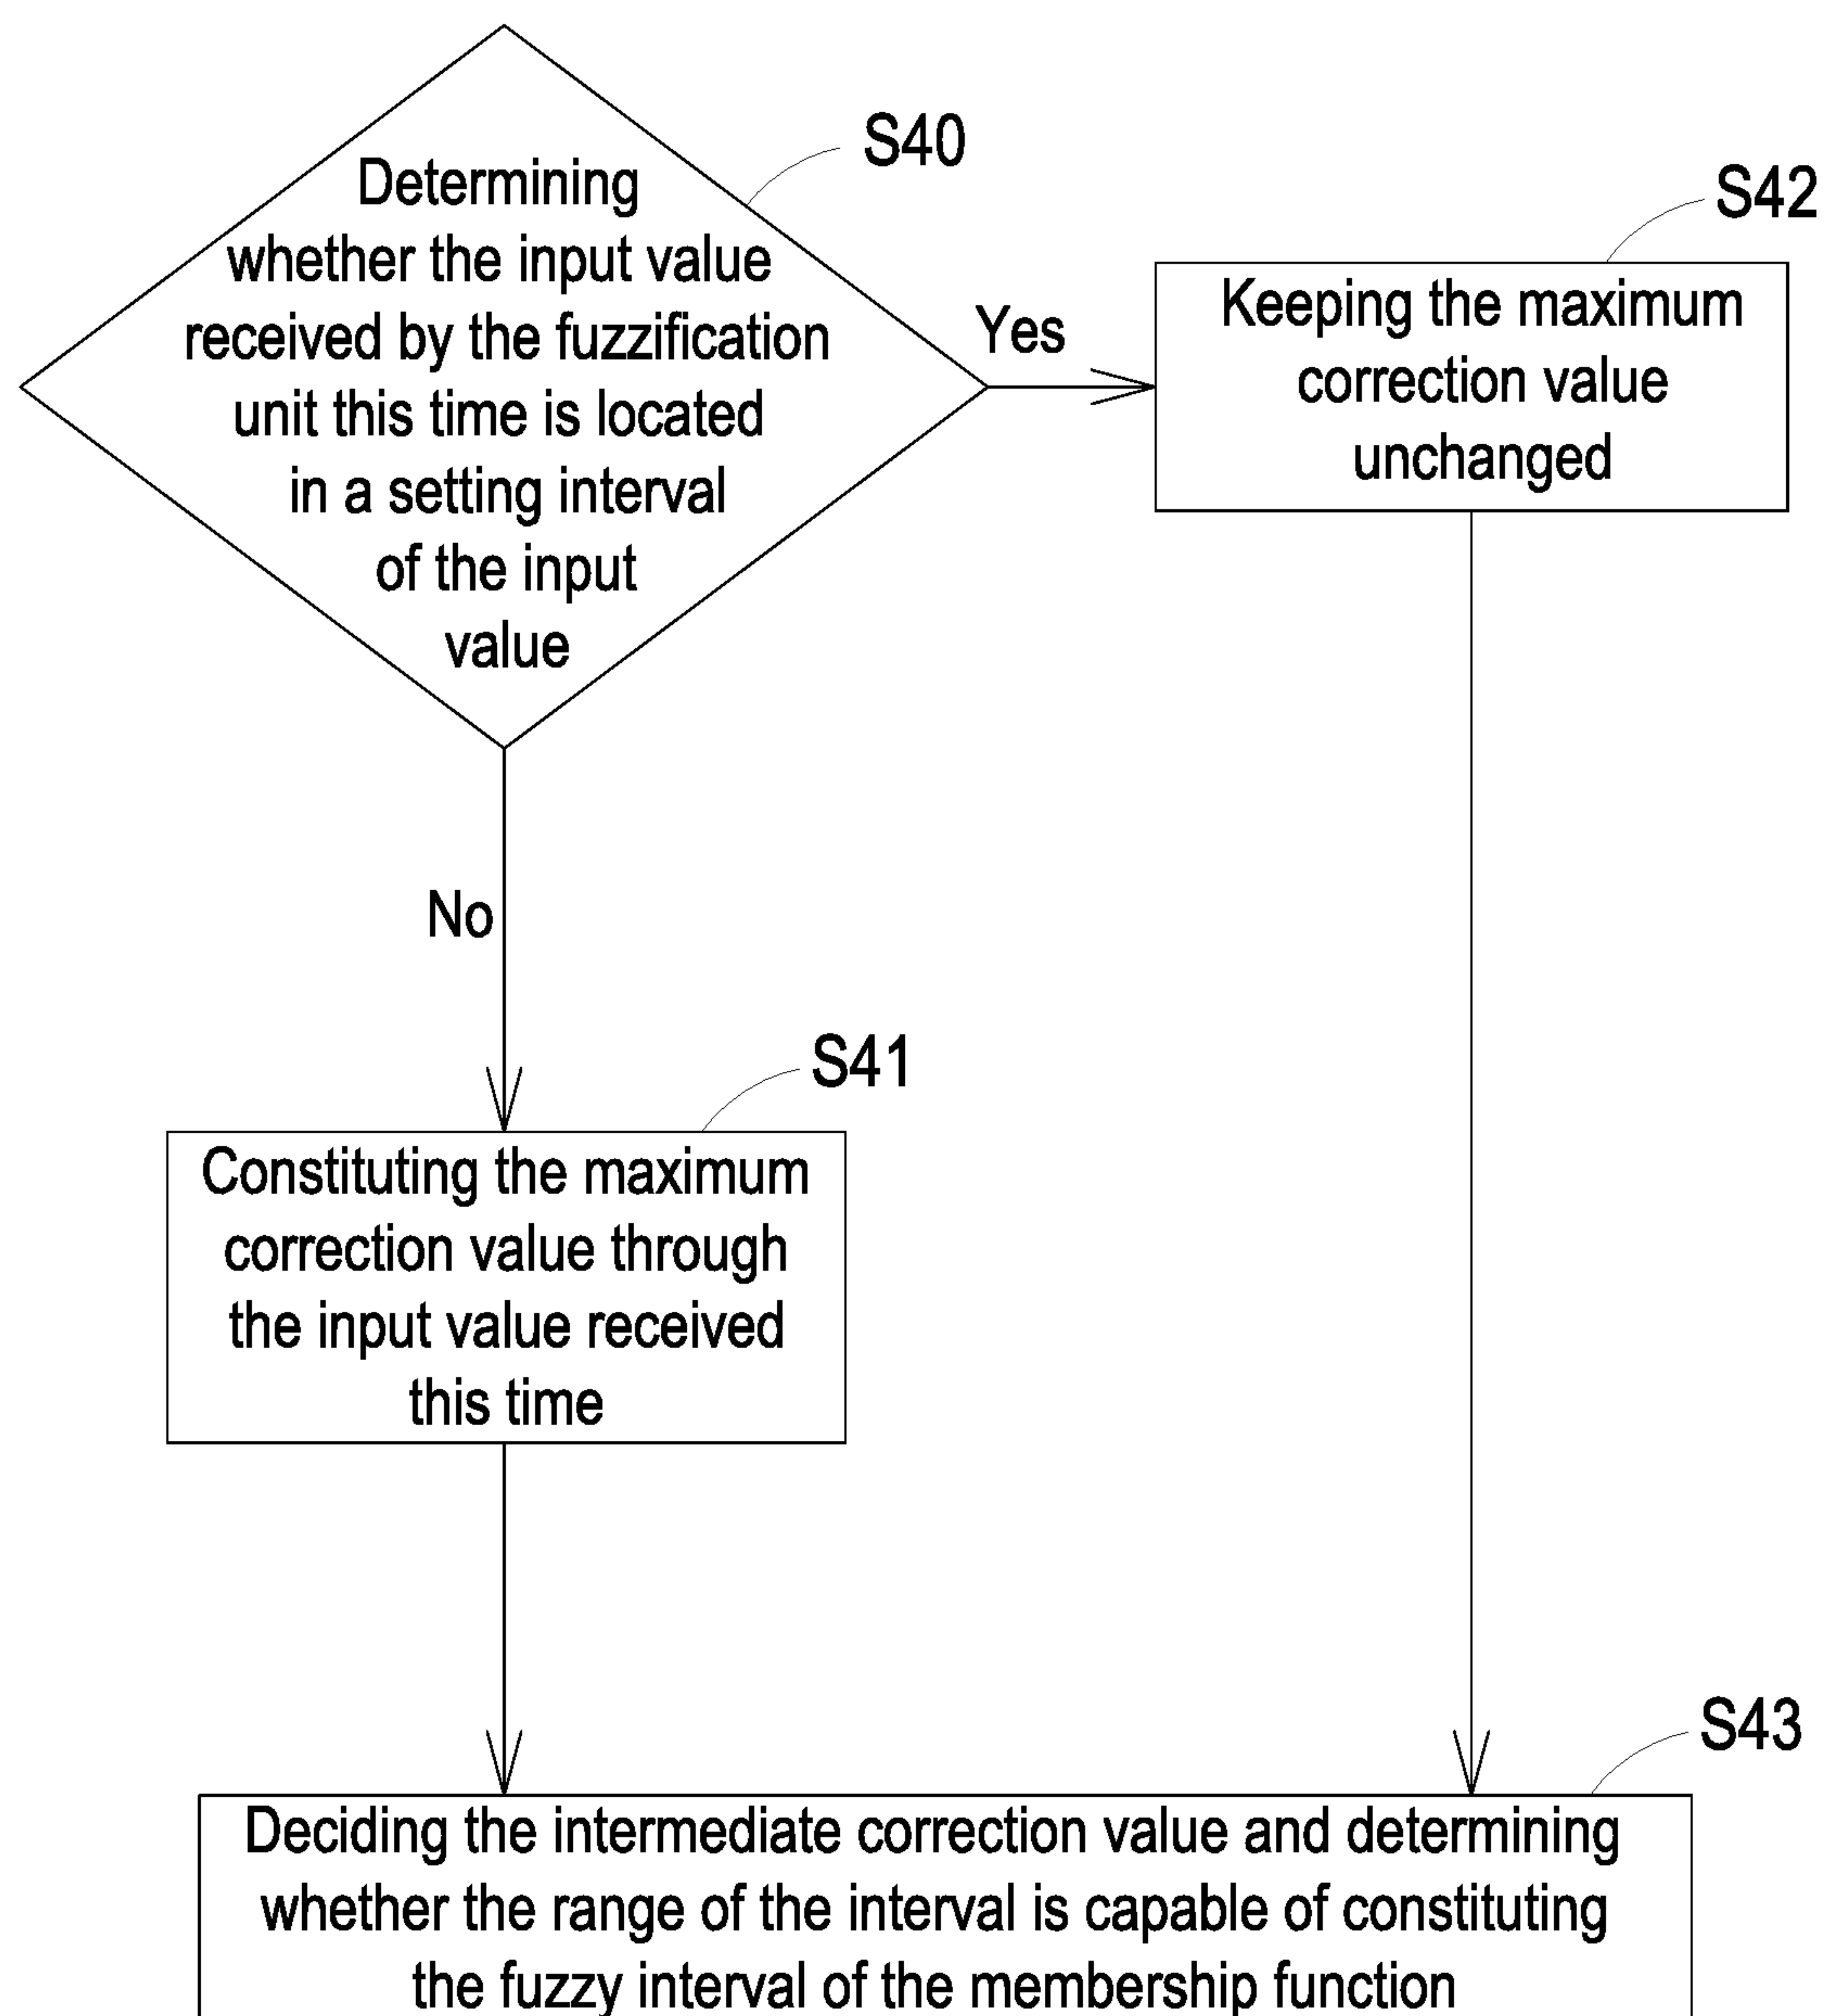 S40
Determining
whether the input value
received by the fuzzification
unit this time is located
in a setting interval
of the input
value
Yes
S42
Keeping the maximum
correction value
unchanged
No
S41
Constituting the maximum
correction value through
the input value received
this time
S43
Deciding the intermediate correction value and determining
whether the range of the interval is capable of constituting
the fuzzy interval of the membership function